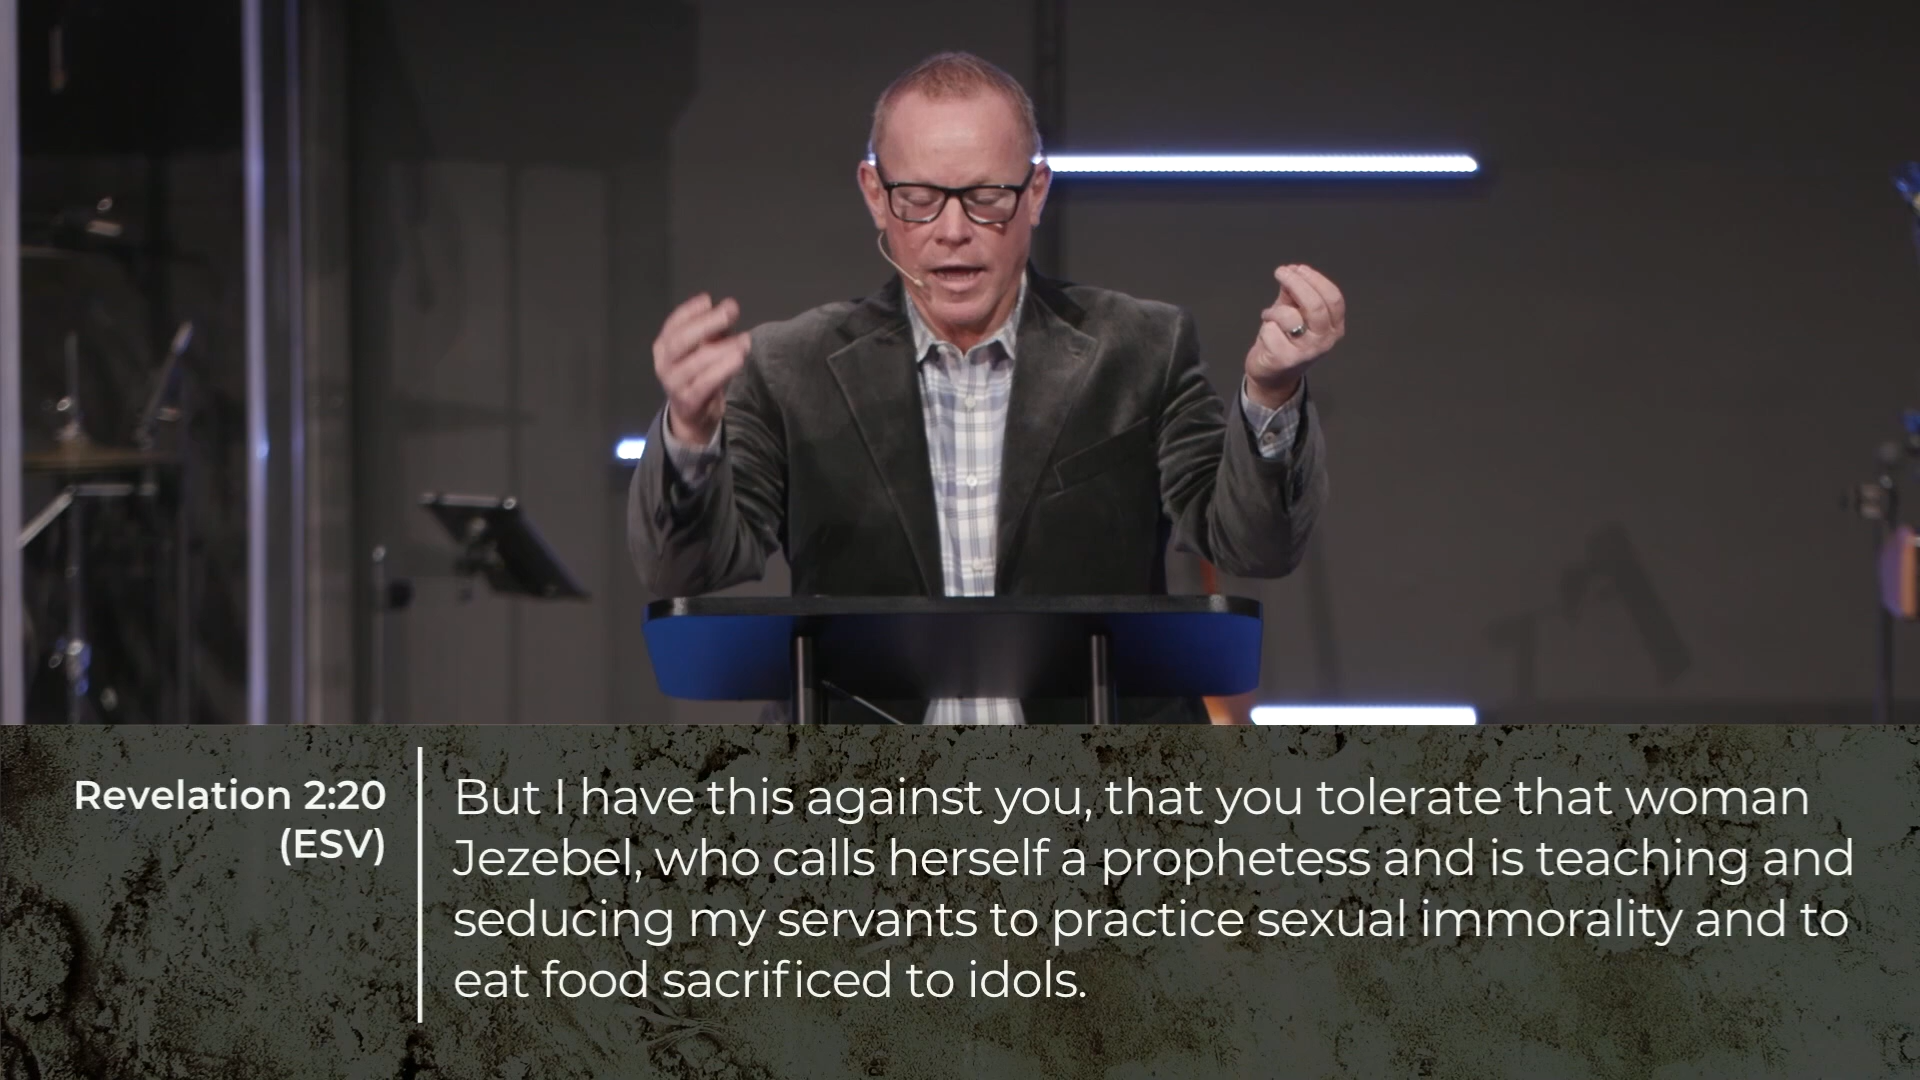 Revelation 2:20
(ESV)
But I have this against you, that you tolerate that woman
Jezebel, who calls herself a prophetess and is teaching and
seducing my servants to practice sexual immorality and to
eat food sacrificed to idols.